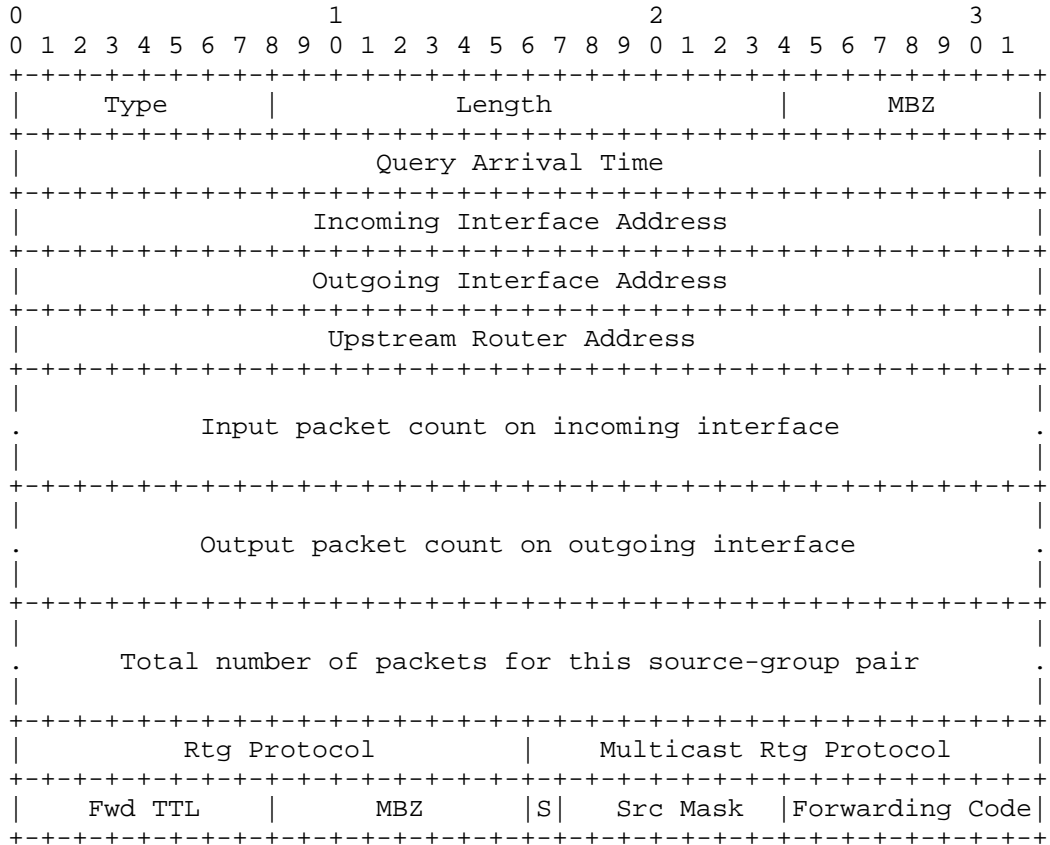 0                   1                   2                   3
0 1 2 3 4 5 6 7 8 9 0 1 2 3 4 5 6 7 8 9 0 1 2 3 4 5 6 7 8 9 0 1
+-+-+-+-+-+-+-+-+-+-+-+-+-+-+-+-+-+-+-+-+-+-+-+-+-+-+-+-+-+-+-+-+
|     Type      |            Length             |      MBZ      |
+-+-+-+-+-+-+-+-+-+-+-+-+-+-+-+-+-+-+-+-+-+-+-+-+-+-+-+-+-+-+-+-+
|                      Query Arrival Time                       |
+-+-+-+-+-+-+-+-+-+-+-+-+-+-+-+-+-+-+-+-+-+-+-+-+-+-+-+-+-+-+-+-+
|                  Incoming Interface Address                   |
+-+-+-+-+-+-+-+-+-+-+-+-+-+-+-+-+-+-+-+-+-+-+-+-+-+-+-+-+-+-+-+-+
|                  Outgoing Interface Address                   |
+-+-+-+-+-+-+-+-+-+-+-+-+-+-+-+-+-+-+-+-+-+-+-+-+-+-+-+-+-+-+-+-+
|                   Upstream Router Address                     |
+-+-+-+-+-+-+-+-+-+-+-+-+-+-+-+-+-+-+-+-+-+-+-+-+-+-+-+-+-+-+-+-+
|                                                               |
.           Input packet count on incoming interface            .
|                                                               |
+-+-+-+-+-+-+-+-+-+-+-+-+-+-+-+-+-+-+-+-+-+-+-+-+-+-+-+-+-+-+-+-+
|                                                               |
.           Output packet count on outgoing interface           .
|                                                               |
+-+-+-+-+-+-+-+-+-+-+-+-+-+-+-+-+-+-+-+-+-+-+-+-+-+-+-+-+-+-+-+-+
|                                                               |
.      Total number of packets for this source-group pair       .
|                                                               |
+-+-+-+-+-+-+-+-+-+-+-+-+-+-+-+-+-+-+-+-+-+-+-+-+-+-+-+-+-+-+-+-+
|          Rtg Protocol         |    Multicast Rtg Protocol     |
+-+-+-+-+-+-+-+-+-+-+-+-+-+-+-+-+-+-+-+-+-+-+-+-+-+-+-+-+-+-+-+-+
|    Fwd TTL    |      MBZ      |S|   Src Mask  |Forwarding Code|
+-+-+-+-+-+-+-+-+-+-+-+-+-+-+-+-+-+-+-+-+-+-+-+-+-+-+-+-+-+-+-+-+